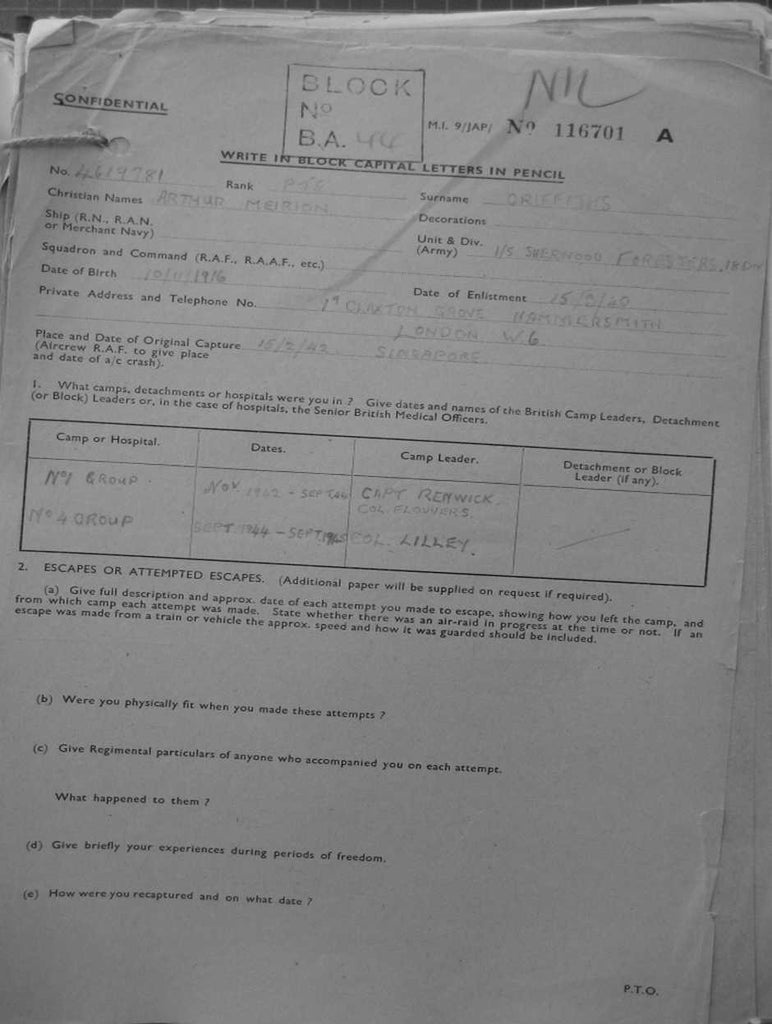 CONFIDENTIAL
BLOCK
No
B.A. 44
NIL
M.I. 9/JAP/ No 116701 A
WRITE IN BLOCK CAPITAL LETTERS IN PENCIL
No. 4619781 Rank PTE Surname GRIFFITHS
Christian Names ARTHUR MEIRION Decorations
Ship (R.N., R.A.N.
or Merchant Navy)
Unit & Div.
(Army) 1/5 SHERWOOD FORESTERS, 18 DIV
Squadron and Command (R.A.F., R.A.A.F., etc.)
Date of Birth 10/11/1916 Date of Enlistment
Private Address and Telephone No. CLAXTON GROVE HAMMERSMITH
LONDON W.6
Place and Date of Original Capture 15/2/42. SINGAPORE
(Aircrew R.A.F. to give place
and date of a/c crash).
1. What camps, detachments or hospitals were you in ? Give dates and names of the British Camp Leaders, Detachment
(or Block) Leaders or, in the case of hospitals, the Senior British Medical Officers.
Camp or Hospital. Dates. Camp Leader. Detachment or Block
Leader (if any).
No 1 GROUP NOV. 1942 - SEPT CAPT RENWICK
COL. FLOWERS.
No 4 GROUP SEPT. 1944 - SEPT 1945 COL. LILLEY.
2. ESCAPES OR ATTEMPTED ESCAPES. (Additional paper will be supplied on request if required).
(a) Give full description and approx. date of each attempt you made to escape, showing how you left the camp, and
from which camp each attempt was made. State whether there was an air-raid in progress at the time or not. If an
escape was made from a train or vehicle the approx. speed and how it was guarded should be included.
(b) Were you physically fit when you made these attempts ?
(c) Give Regimental particulars of anyone who accompanied you on each attempt.
What happened to them ?
(d) Give briefly your experiences during periods of freedom.
(e) How were you recaptured and on what date ?
P.T.O.